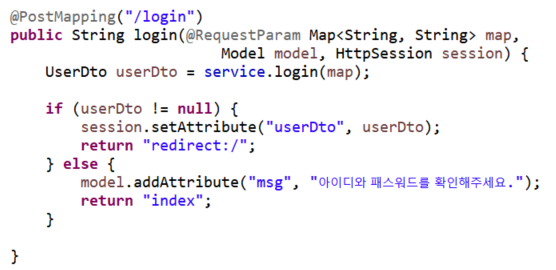 @PostMapping("/login")
public String login(@RequestParam Map<String, String> map,
Model model, HttpSession session) {
UserDto userDto = service.login(map);
if (userDto != null) {
session.setAttribute("userDto", userDto);
return "redirect:/";
} else {
model.addAttribute("msg", "아이디와 패스워드를 확인해주세요.");
return "index";
}
}